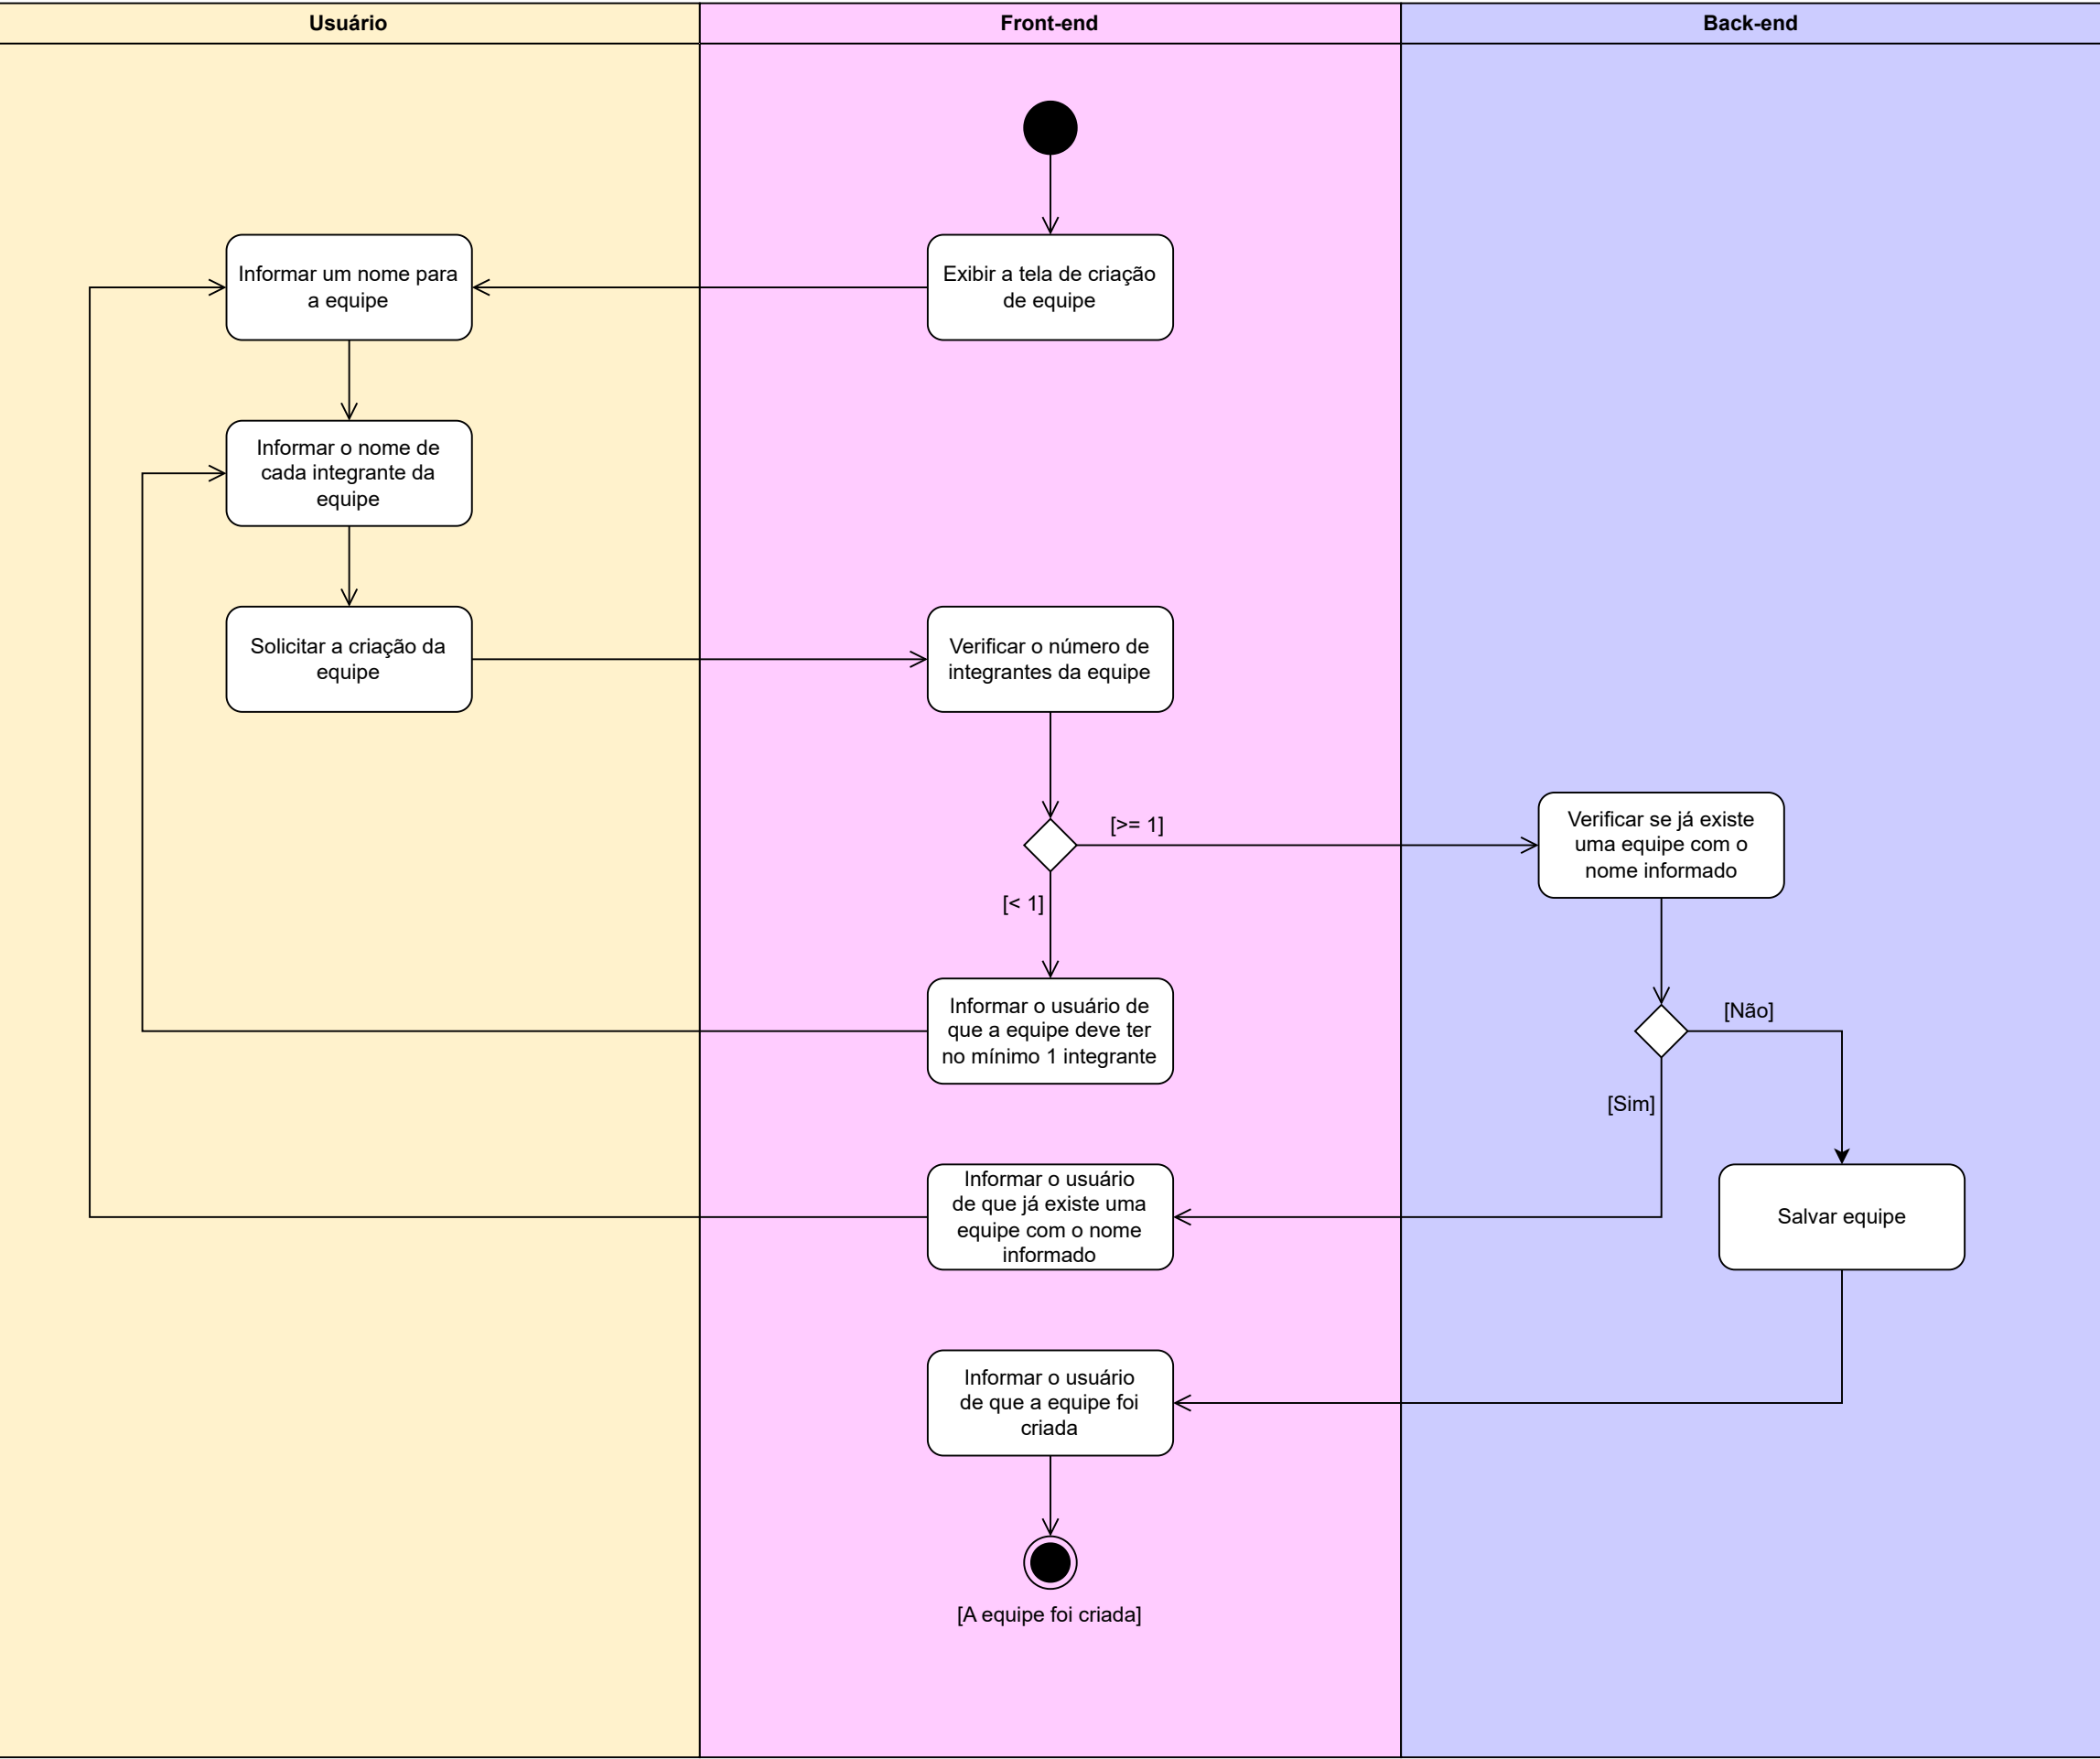 Usuário
Front-end
Back-end
Informar um nome para
a equipe
Exibir a tela de criação
de equipe
Informar o nome de
cada integrante da
equipe
Solicitar a criação da
equipe
Verificar o número de
integrantes da equipe
[>= 1]
Verificar se já existe
uma equipe com o
nome informado
[< 1]
Informar o usuário de
que a equipe deve ter
no mínimo 1 integrante
[Não]
[Sim]
Informar o usuário
de que já existe uma
equipe com o nome
informado
Salvar equipe
Informar o usuário
de que a equipe foi
criada
[A equipe foi criada]